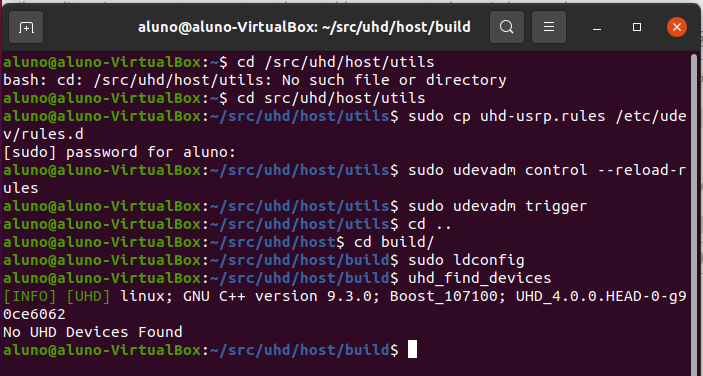 aluno@aluno-VirtualBox: ~/src/uhd/host/build
aluno@aluno-VirtualBox:~$ cd /src/uhd/host/utils
bash: cd: /src/uhd/host/utils: No such file or directory
aluno@aluno-VirtualBox:~$ cd src/uhd/host/utils
aluno@aluno-VirtualBox:~/src/uhd/host/utils$ sudo cp uhd-usrp.rules /etc/ude
v/rules.d
[sudo] password for aluno:
aluno@aluno-VirtualBox:~/src/uhd/host/utils$ sudo udevadm control --reload-r
ules
aluno@aluno-VirtualBox:~/src/uhd/host/utils$ sudo udevadm trigger
aluno@aluno-VirtualBox:~/src/uhd/host/utils$ cd ..
aluno@aluno-VirtualBox:~/src/uhd/host$ cd build/
aluno@aluno-VirtualBox:~/src/uhd/host/build$ sudo ldconfig
aluno@aluno-VirtualBox:~/src/uhd/host/build$ uhd_find_devices
[INFO] [UHD] linux; GNU C++ version 9.3.0; Boost_107100; UHD_4.0.0.HEAD-0-g9
0ce6062
No UHD Devices Found
aluno@aluno-VirtualBox:~/src/uhd/host/build$